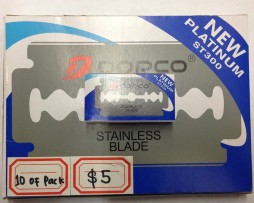 DORCO®
NEW
PLATINUM
ST300
STAINLESS
BLADE
10 of Pack
$5